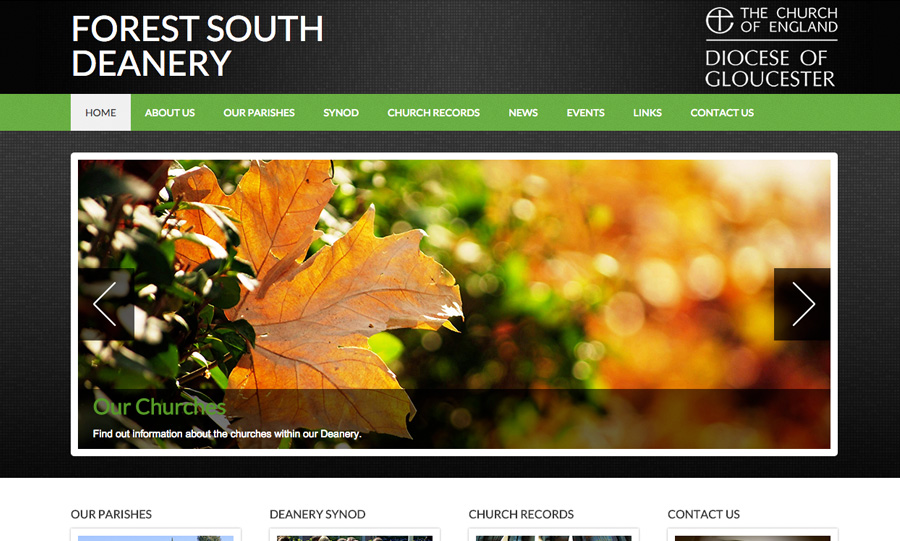 FOREST SOUTH
DEANERY
THE CHURCH
OF ENGLAND
DIOCESE OF
GLOUCESTER
HOME ABOUT US OUR PARISHES SYNOD CHURCH RECORDS NEWS EVENTS LINKS CONTACT US
Our Churches
Find out information about the churches within our Deanery.
OUR PARISHES DEANERY SYNOD CHURCH RECORDS CONTACT US